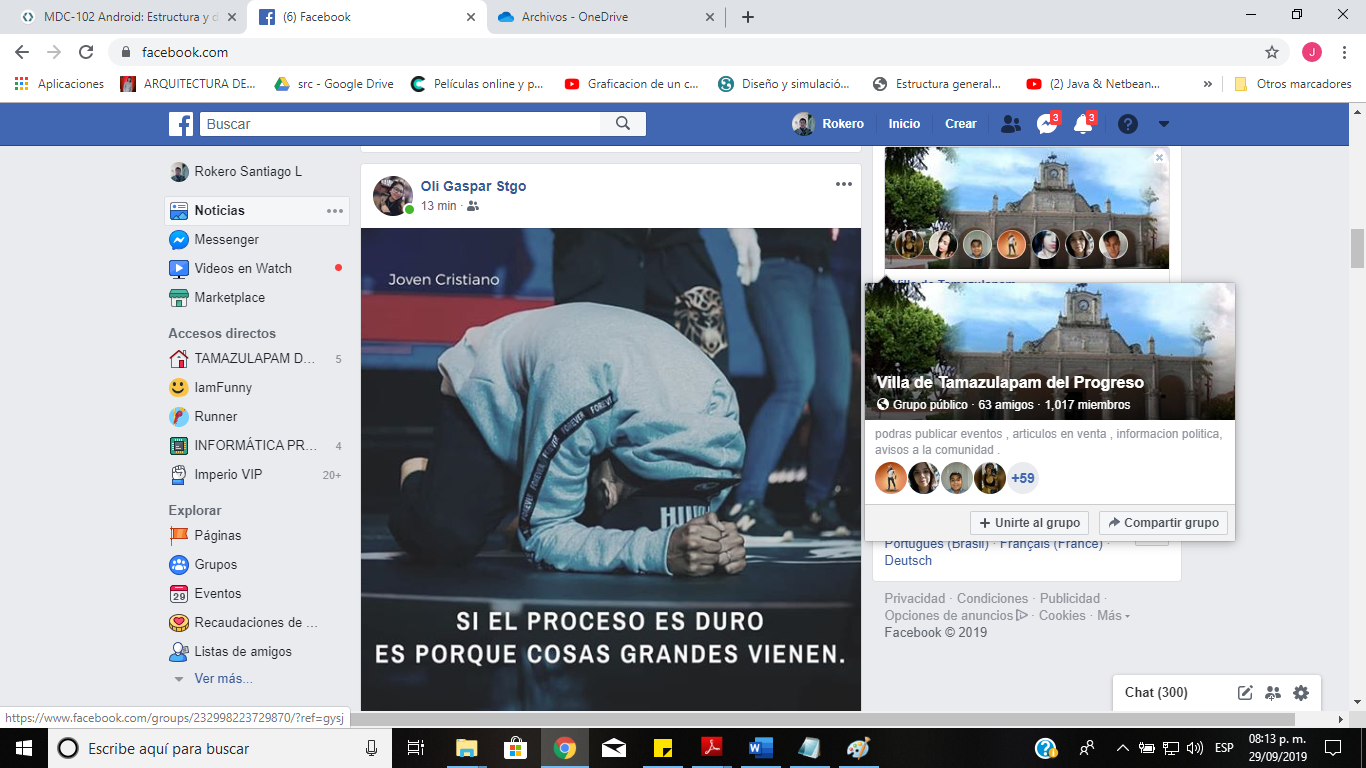 MDC-102 Android: Estructura y d
(6) Facebook
Archivos - OneDrive
facebook.com
J
Aplicaciones
ARQUITECTURA DE...
src - Google Drive
Películas online y p...
Graficacion de un c...
Diseño y simulació...
Estructura general...
(2) Java & Netbean...
»
Otros marcadores
Buscar
Rokero
Inicio
Crear
3
3
Rokero Santiago L
Noticias
Messenger
Videos en Watch
Marketplace
Accesos directos
TAMAZULAPAM D... 5
IamFunny
Runner
INFORMÁTICA PR... 4
Imperio VIP 20+
Explorar
Páginas
Grupos
29 Eventos
Recaudaciones de ...
Listas de amigos
Ver más...
Oli Gaspar Stgo
13 min ·
Joven Cristiano
FOREVER FOREVER FOREVER
SI EL PROCESO ES DURO
ES PORQUE COSAS GRANDES VIENEN.
Villa de Tamazulapam
Villa de Tamazulapam del Progreso
Grupo público · 63 amigos · 1,017 miembros
podras publicar eventos , articulos en venta , informacion politica,
avisos a la comunidad .
+59
Unirte al grupo
Compartir grupo
Português (Brasil) · Français (France) ·
Deutsch
Privacidad · Condiciones · Publicidad ·
Opciones de anuncios · Cookies · Más
Facebook © 2019
Chat (300)
https://www.facebook.com/groups/232998223729870/?ref=gysj
Escribe aquí para buscar
ESP
08:13 p. m.
29/09/2019